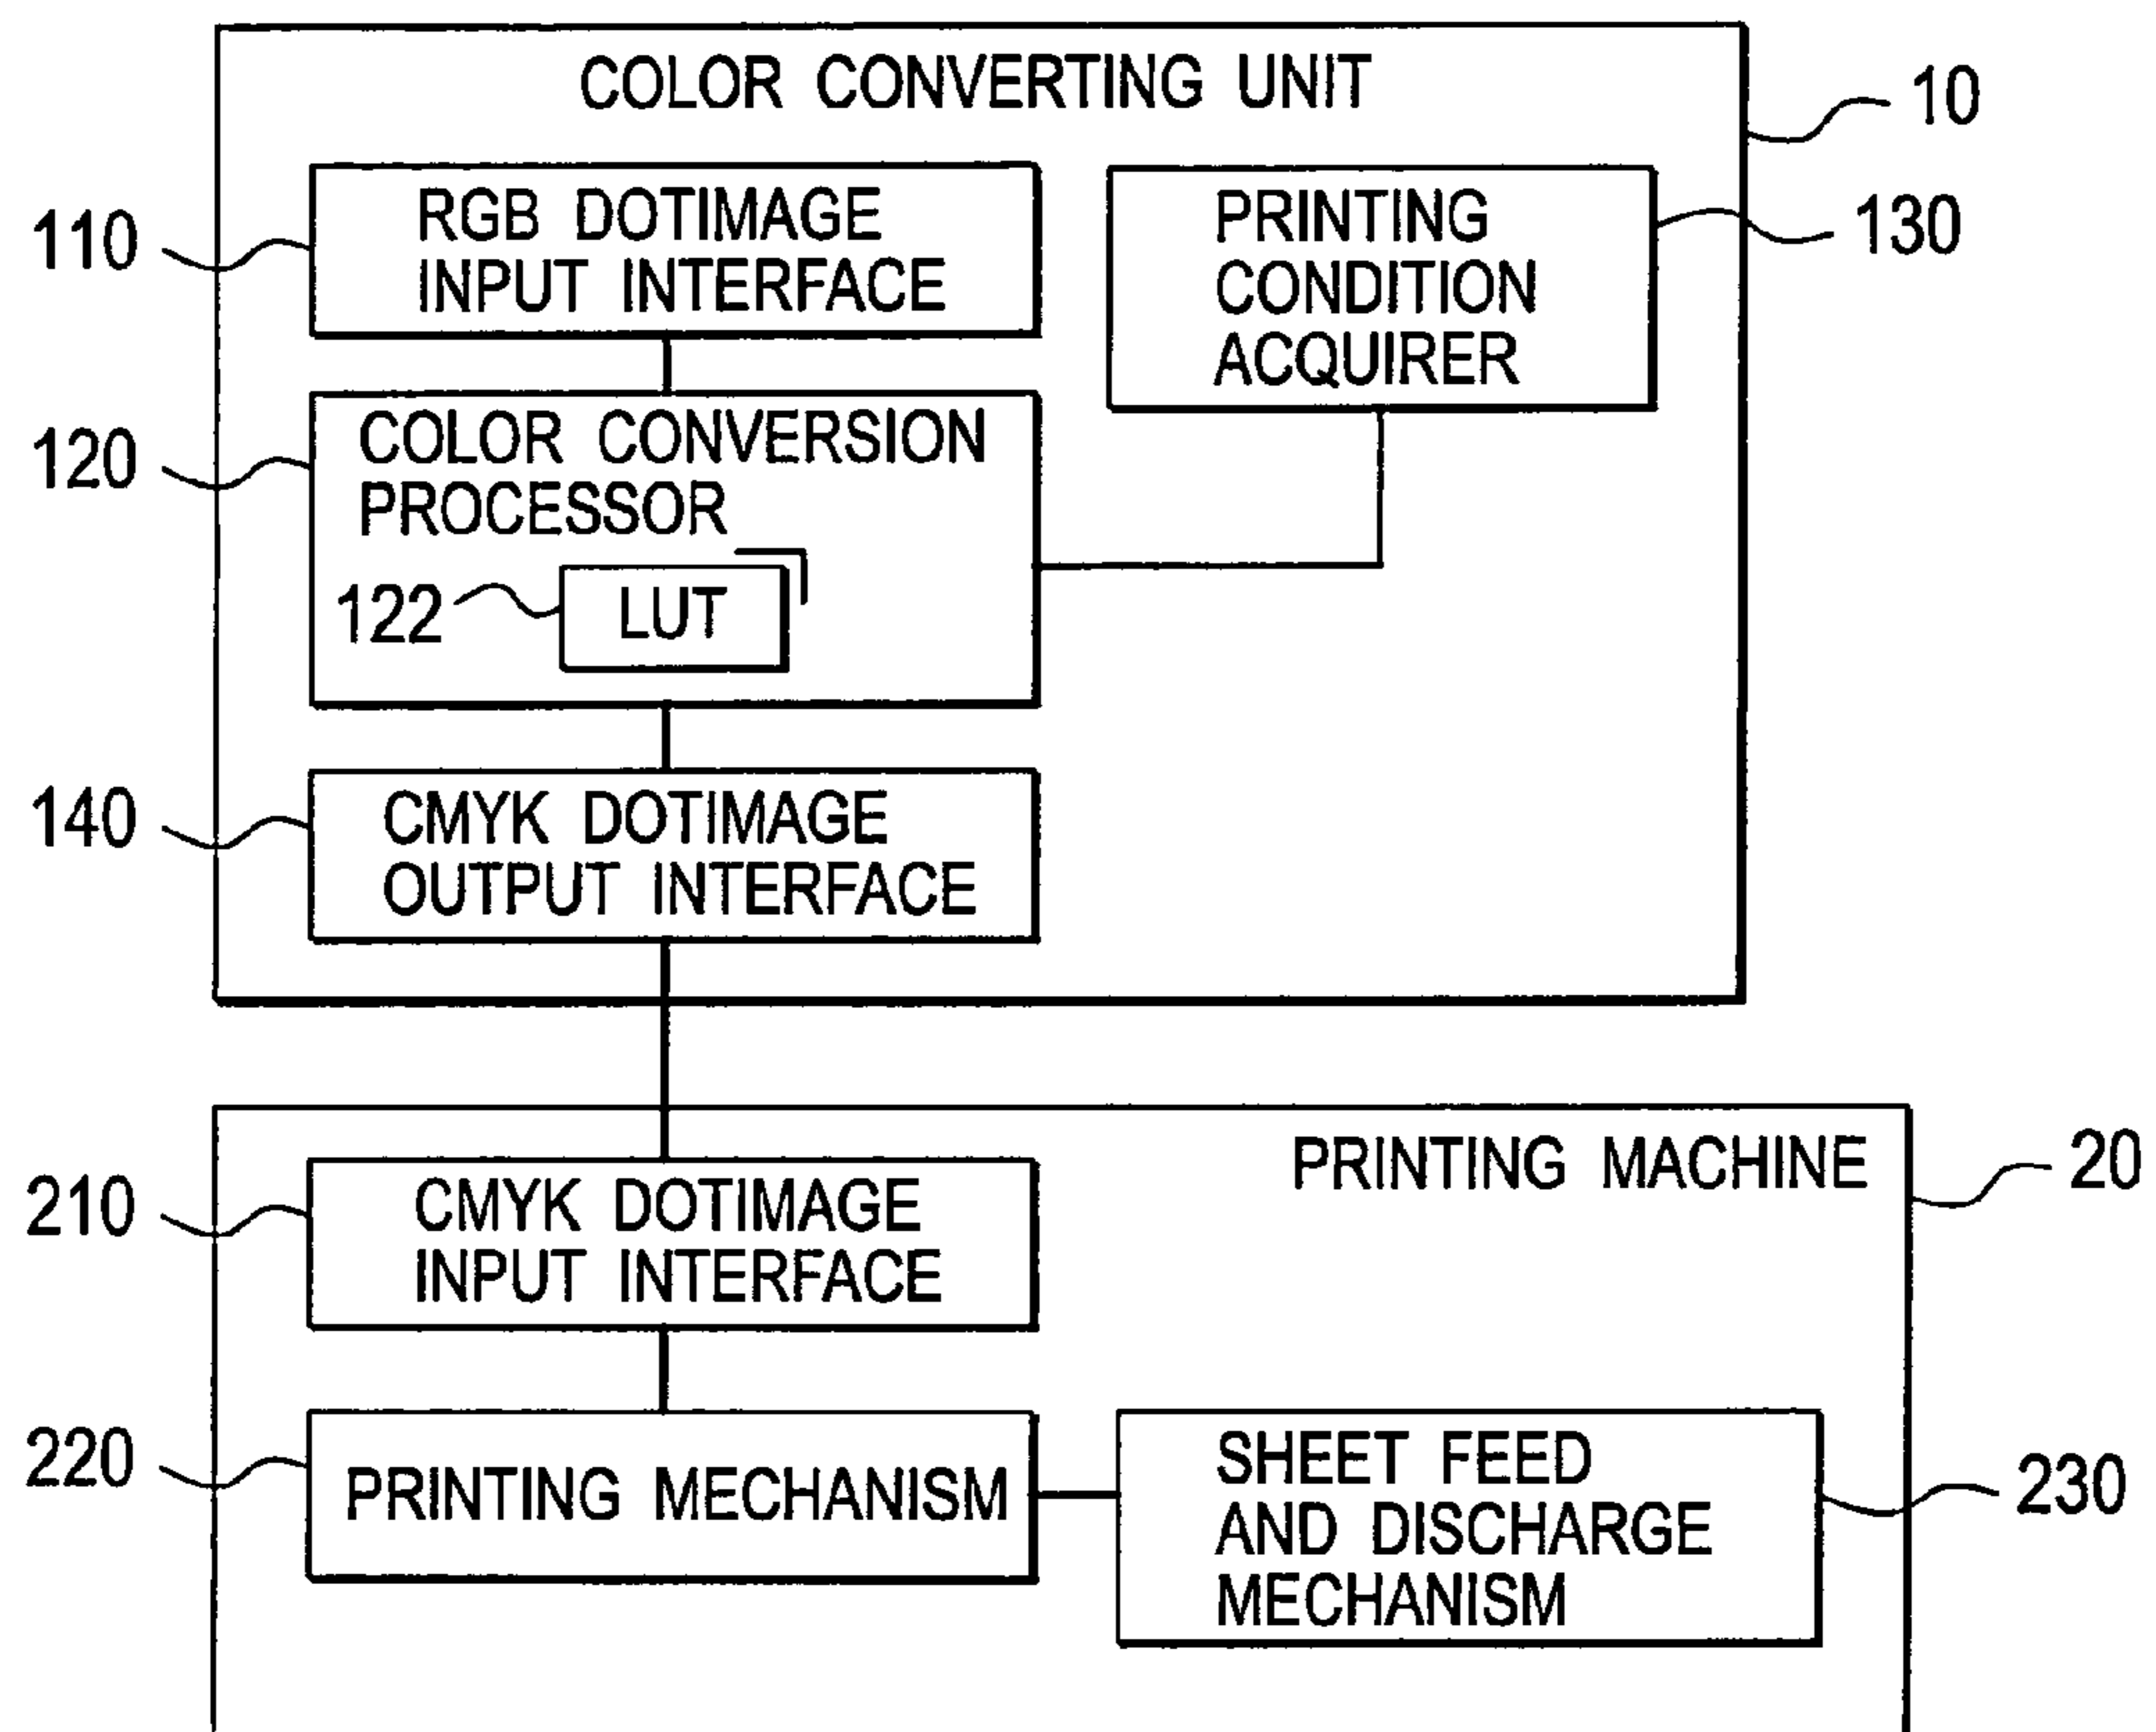 COLOR CONVERTING UNIT
10
110
RGB DOTIMAGE
INPUT INTERFACE
PRINTING
CONDITION
ACQUIRER
130
120
COLOR CONVERSION
PROCESSOR
122
LUT
140
CMYK DOTIMAGE
OUTPUT INTERFACE
PRINTING MACHINE
20
210
CMYK DOTIMAGE
INPUT INTERFACE
220
PRINTING MECHANISM
SHEET FEED
AND DISCHARGE
MECHANISM
230